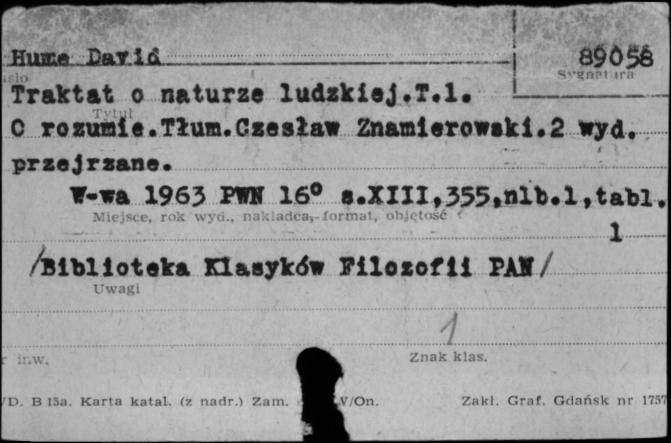 Hume David 89058
Sygnatura
Traktat o naturze ludzkiej.T.1.
Tytuł
O rozumie.Tłum.Czesław Znamierowski.2 wyd.
przejrzane.
W-wa 1963 PWN 16° s.XIII,355,nlb.1,tabl.
Miejsce, rok wyd., nakładca, format, objętość
1
/Biblioteka Klasyków Filozofii PAN/
Uwagi
1
r inw. Znak klas.
/D. B 15a. Karta katal. (z nadr.) Zam. V/On. Zakł. Graf. Gdańsk nr 1757